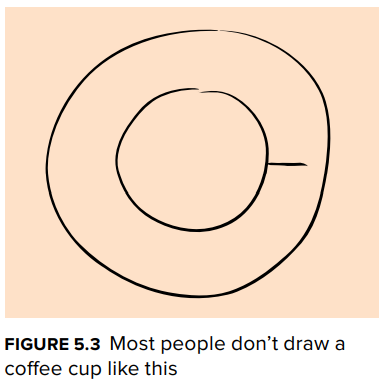 FIGURE 5.3 Most people don’t draw a
coffee cup like this